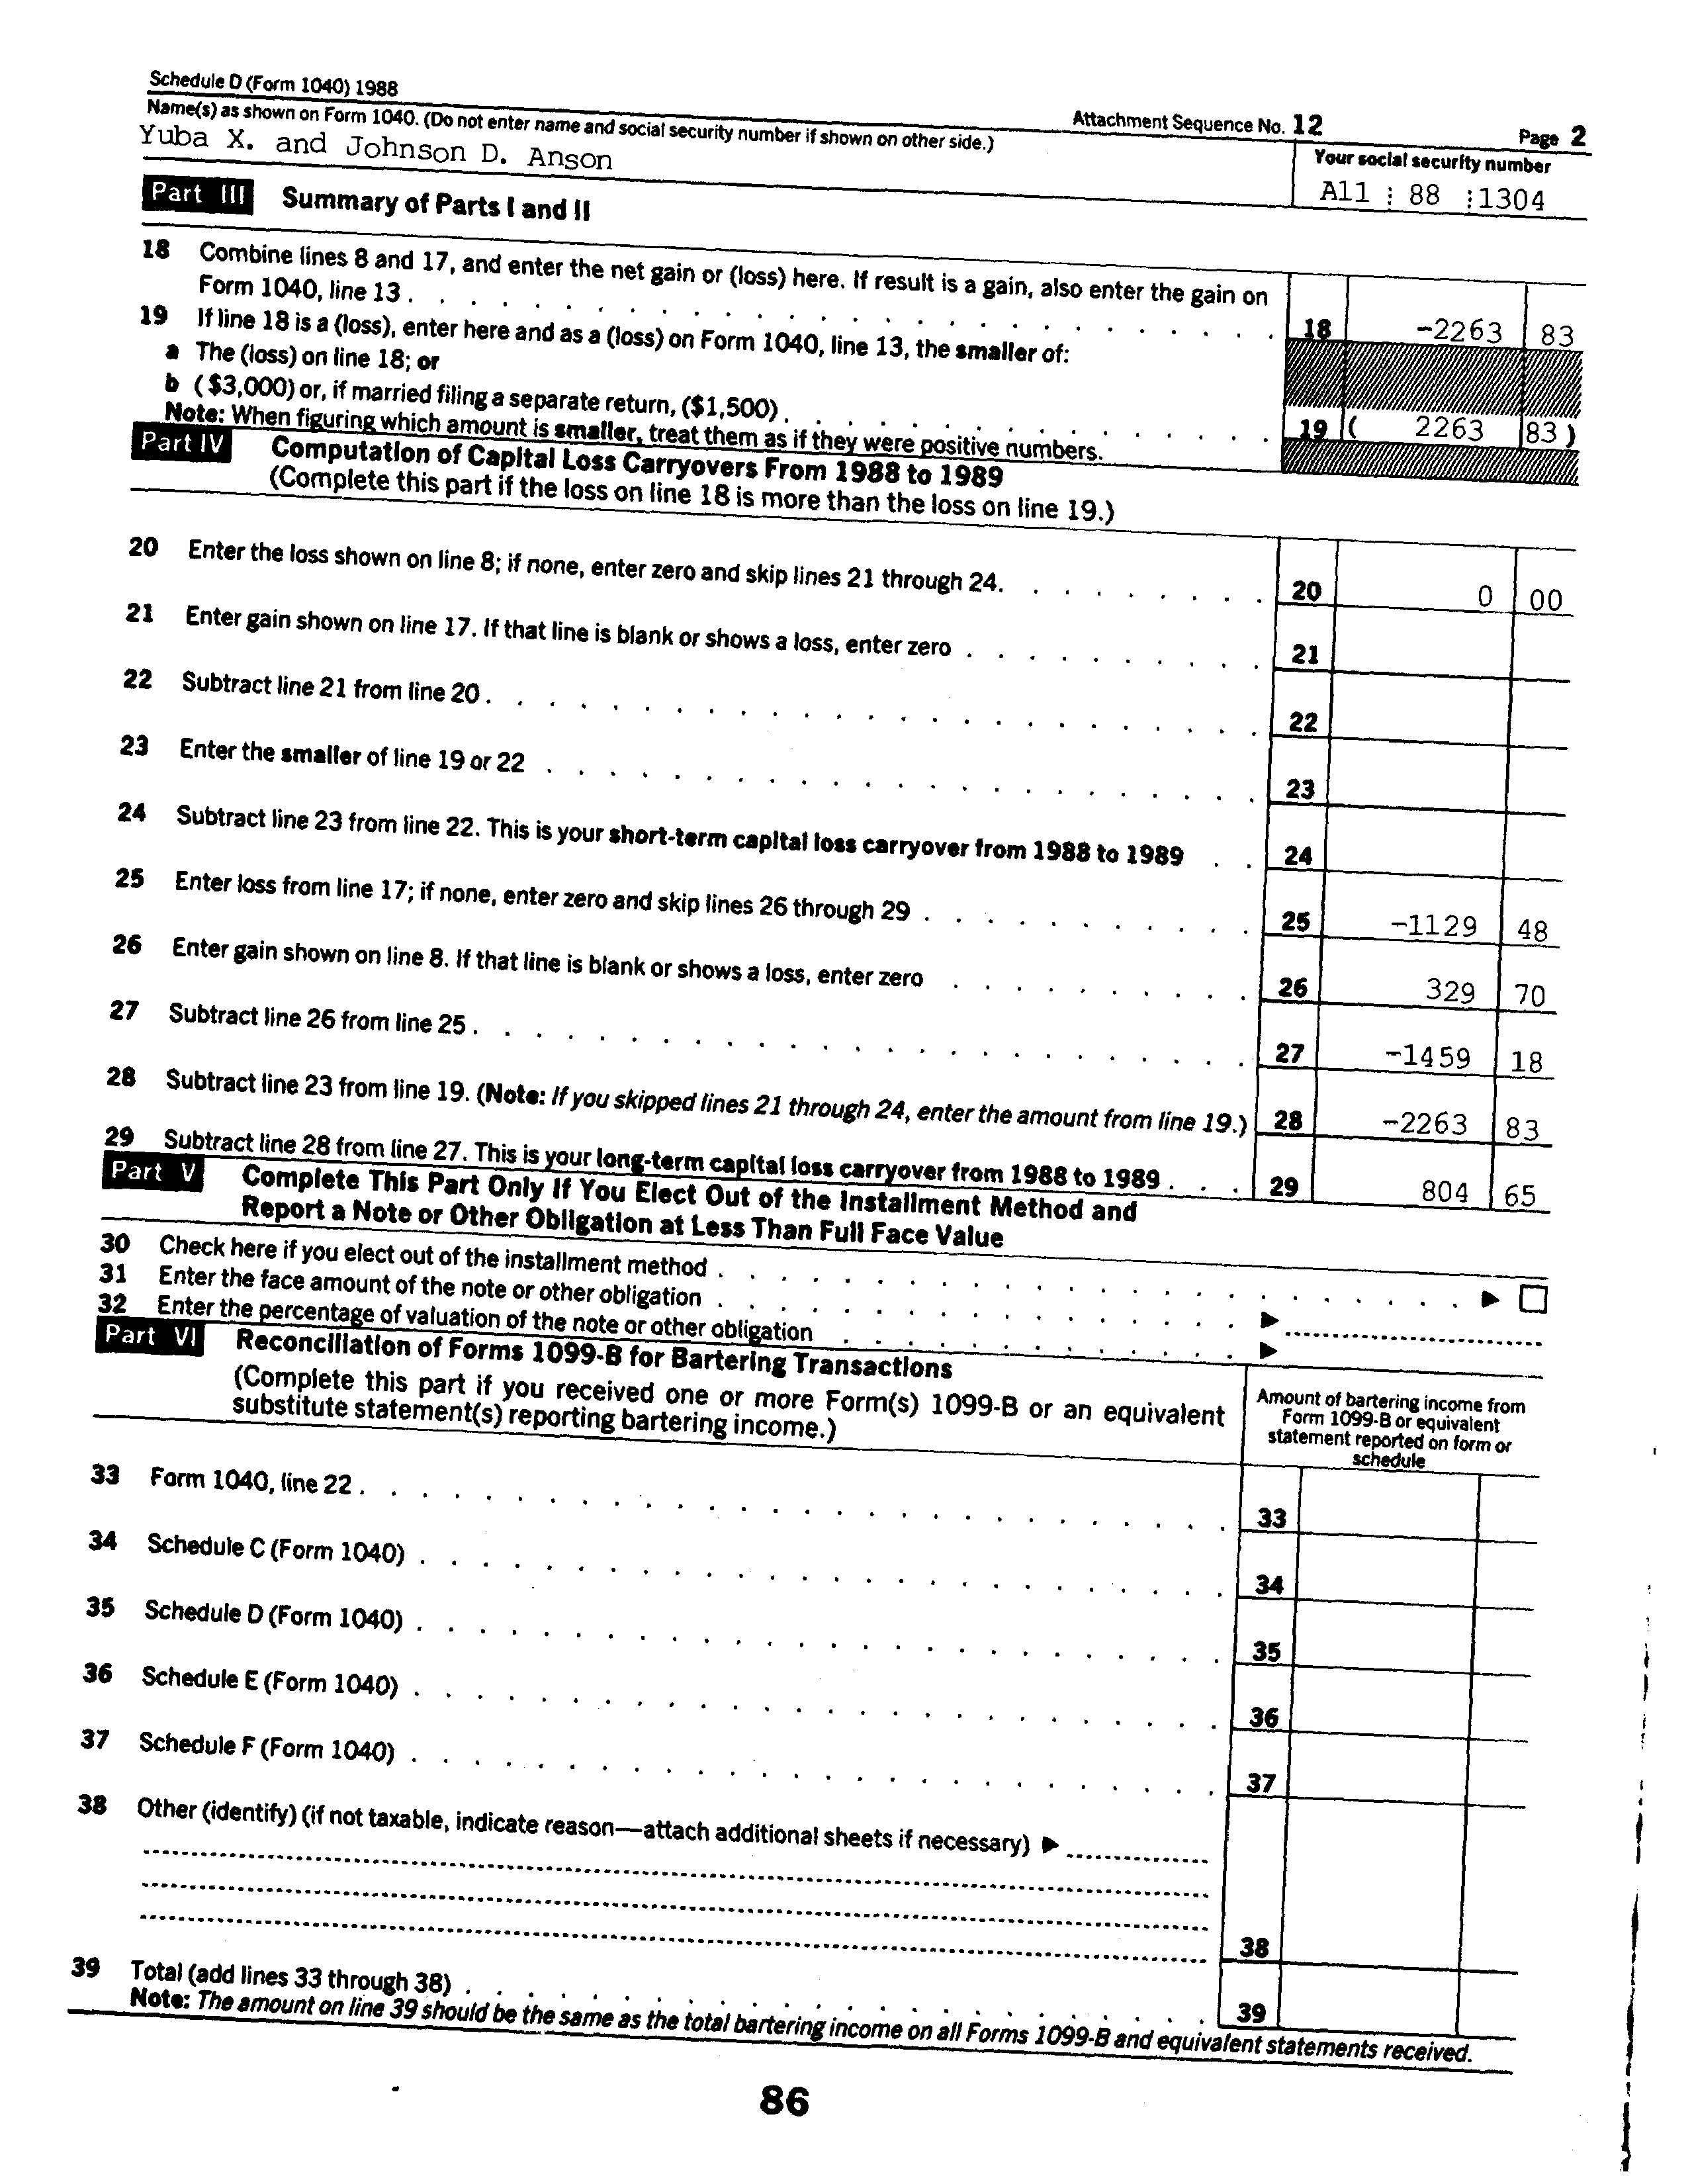 Schedule D (Form 1040) 1988
Attachment Sequence No. 12
Page 2
Name(s) as shown on Form 1040. (Do not enter name and social security number if shown on other side.)
Your social security number
Yuba X. and Johnson D. Anson
A11 88 1304
Part III Summary of Parts I and II
18 Combine lines 8 and 17, and enter the net gain or (loss) here. If result is a gain, also enter the gain on
Form 1040, line 13 . . . . . . . . . . . . . . . . . . . . . . . . . . . . 18 -2263 83
19 If line 18 is a (loss), enter here and as a (loss) on Form 1040, line 13, the smaller of:
a The (loss) on line 18; or
b ($3,000) or, if married filing a separate return, ($1,500) . . . . . . . . . . . . . . . . 19 ( 2263 83 )
Note: When figuring which amount is smaller, treat them as if they were positive numbers.
Part IV Computation of Capital Loss Carryovers From 1988 to 1989
(Complete this part if the loss on line 18 is more than the loss on line 19.)
20 Enter the loss shown on line 8; if none, enter zero and skip lines 21 through 24. . . . . . . . . 20 0 00
21 Enter gain shown on line 17. If that line is blank or shows a loss, enter zero . . . . . . . . . . 21
22 Subtract line 21 from line 20 . . . . . . . . . . . . . . . . . . . . . . . . . 22
23 Enter the smaller of line 19 or 22 . . . . . . . . . . . . . . . . . . . . . . . 23
24 Subtract line 23 from line 22. This is your short-term capital loss carryover from 1988 to 1989 . . 24
25 Enter loss from line 17; if none, enter zero and skip lines 26 through 29 . . . . . . . . . . . 25 -1129 48
26 Enter gain shown on line 8. If that line is blank or shows a loss, enter zero . . . . . . . . . . 26 329 70
27 Subtract line 26 from line 25 . . . . . . . . . . . . . . . . . . . . . . . . . 27 -1459 18
28 Subtract line 23 from line 19. (Note: If you skipped lines 21 through 24, enter the amount from line 19.) 28 -2263 83
29 Subtract line 28 from line 27. This is your long-term capital loss carryover from 1988 to 1989 . . . 29 804 65
Part V Complete This Part Only If You Elect Out of the Installment Method and
Report a Note or Other Obligation at Less Than Full Face Value
30 Check here if you elect out of the installment method . . . . . . . . . . . . . . . . . . . . . . . . . ▶ ☐
31 Enter the face amount of the note or other obligation . . . . . . . . . . . . . . . . . ▶
32 Enter the percentage of valuation of the note or other obligation . . . . . . . . . . . . . ▶
Part VI Reconciliation of Forms 1099-B for Bartering Transactions
(Complete this part if you received one or more Form(s) 1099-B or an equivalent
substitute statement(s) reporting bartering income.)
Amount of bartering income from
Form 1099-B or equivalent
statement reported on form or
schedule
33 Form 1040, line 22 . . . . . . . . . . . . . . . . . . . . . . . . . . . . 33
34 Schedule C (Form 1040) . . . . . . . . . . . . . . . . . . . . . . . . . . 34
35 Schedule D (Form 1040) . . . . . . . . . . . . . . . . . . . . . . . . . . 35
36 Schedule E (Form 1040) . . . . . . . . . . . . . . . . . . . . . . . . . . 36
37 Schedule F (Form 1040) . . . . . . . . . . . . . . . . . . . . . . . . . . 37
38 Other (identify) (if not taxable, indicate reason—attach additional sheets if necessary) ▶
38
39 Total (add lines 33 through 38) . . . . . . . . . . . . . . . . . . . . . . . . 39
Note: The amount on line 39 should be the same as the total bartering income on all Forms 1099-B and equivalent statements received.
86